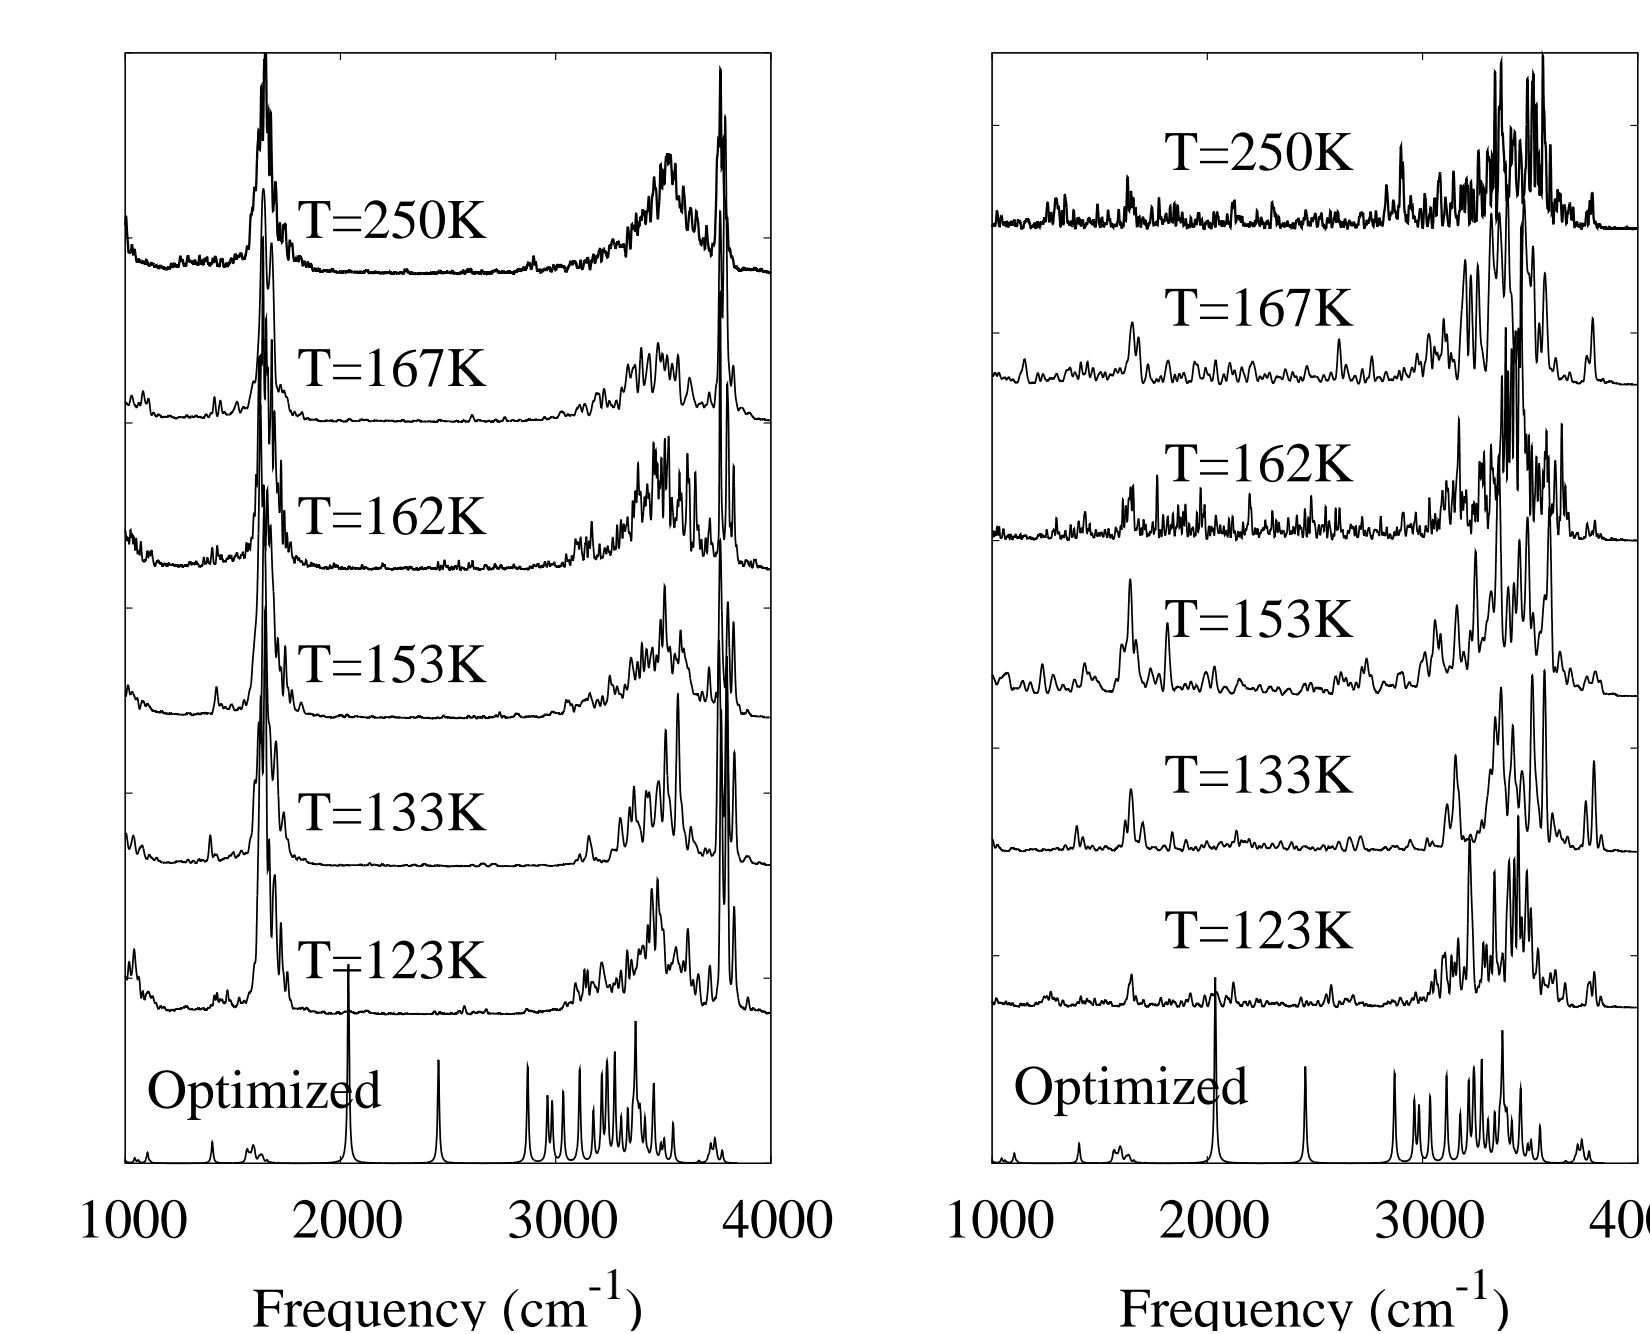 T=250K
T=167K
T=162K
T=153K
T=133K
T=123K
Optimized
1000 2000 3000 4000
Frequency (cm-1)
T=250K
T=167K
T=162K
T=153K
T=133K
T=123K
Optimized
1000 2000 3000
Frequency (cm-1)